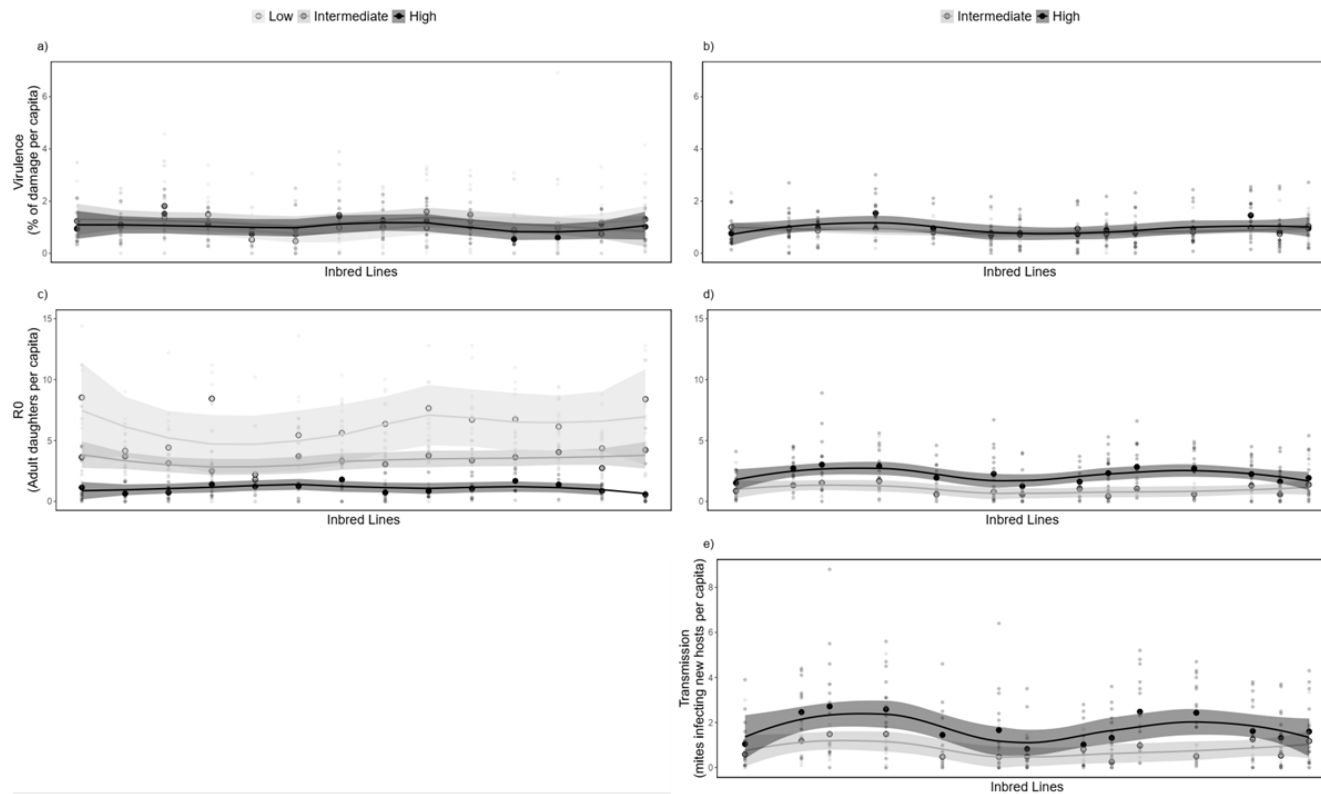 Low Intermediate High
Intermediate High
a)
Virulence
(% of damage per capita)
6
4
2
0
Inbred Lines
b)
6
4
2
0
Inbred Lines
c)
R0
(Adult daughters per capita)
15
10
5
0
Inbred Lines
d)
15
10
5
0
Inbred Lines
e)
Transmission
(mites infecting new hosts per capita)
8
6
4
2
0
Inbred Lines